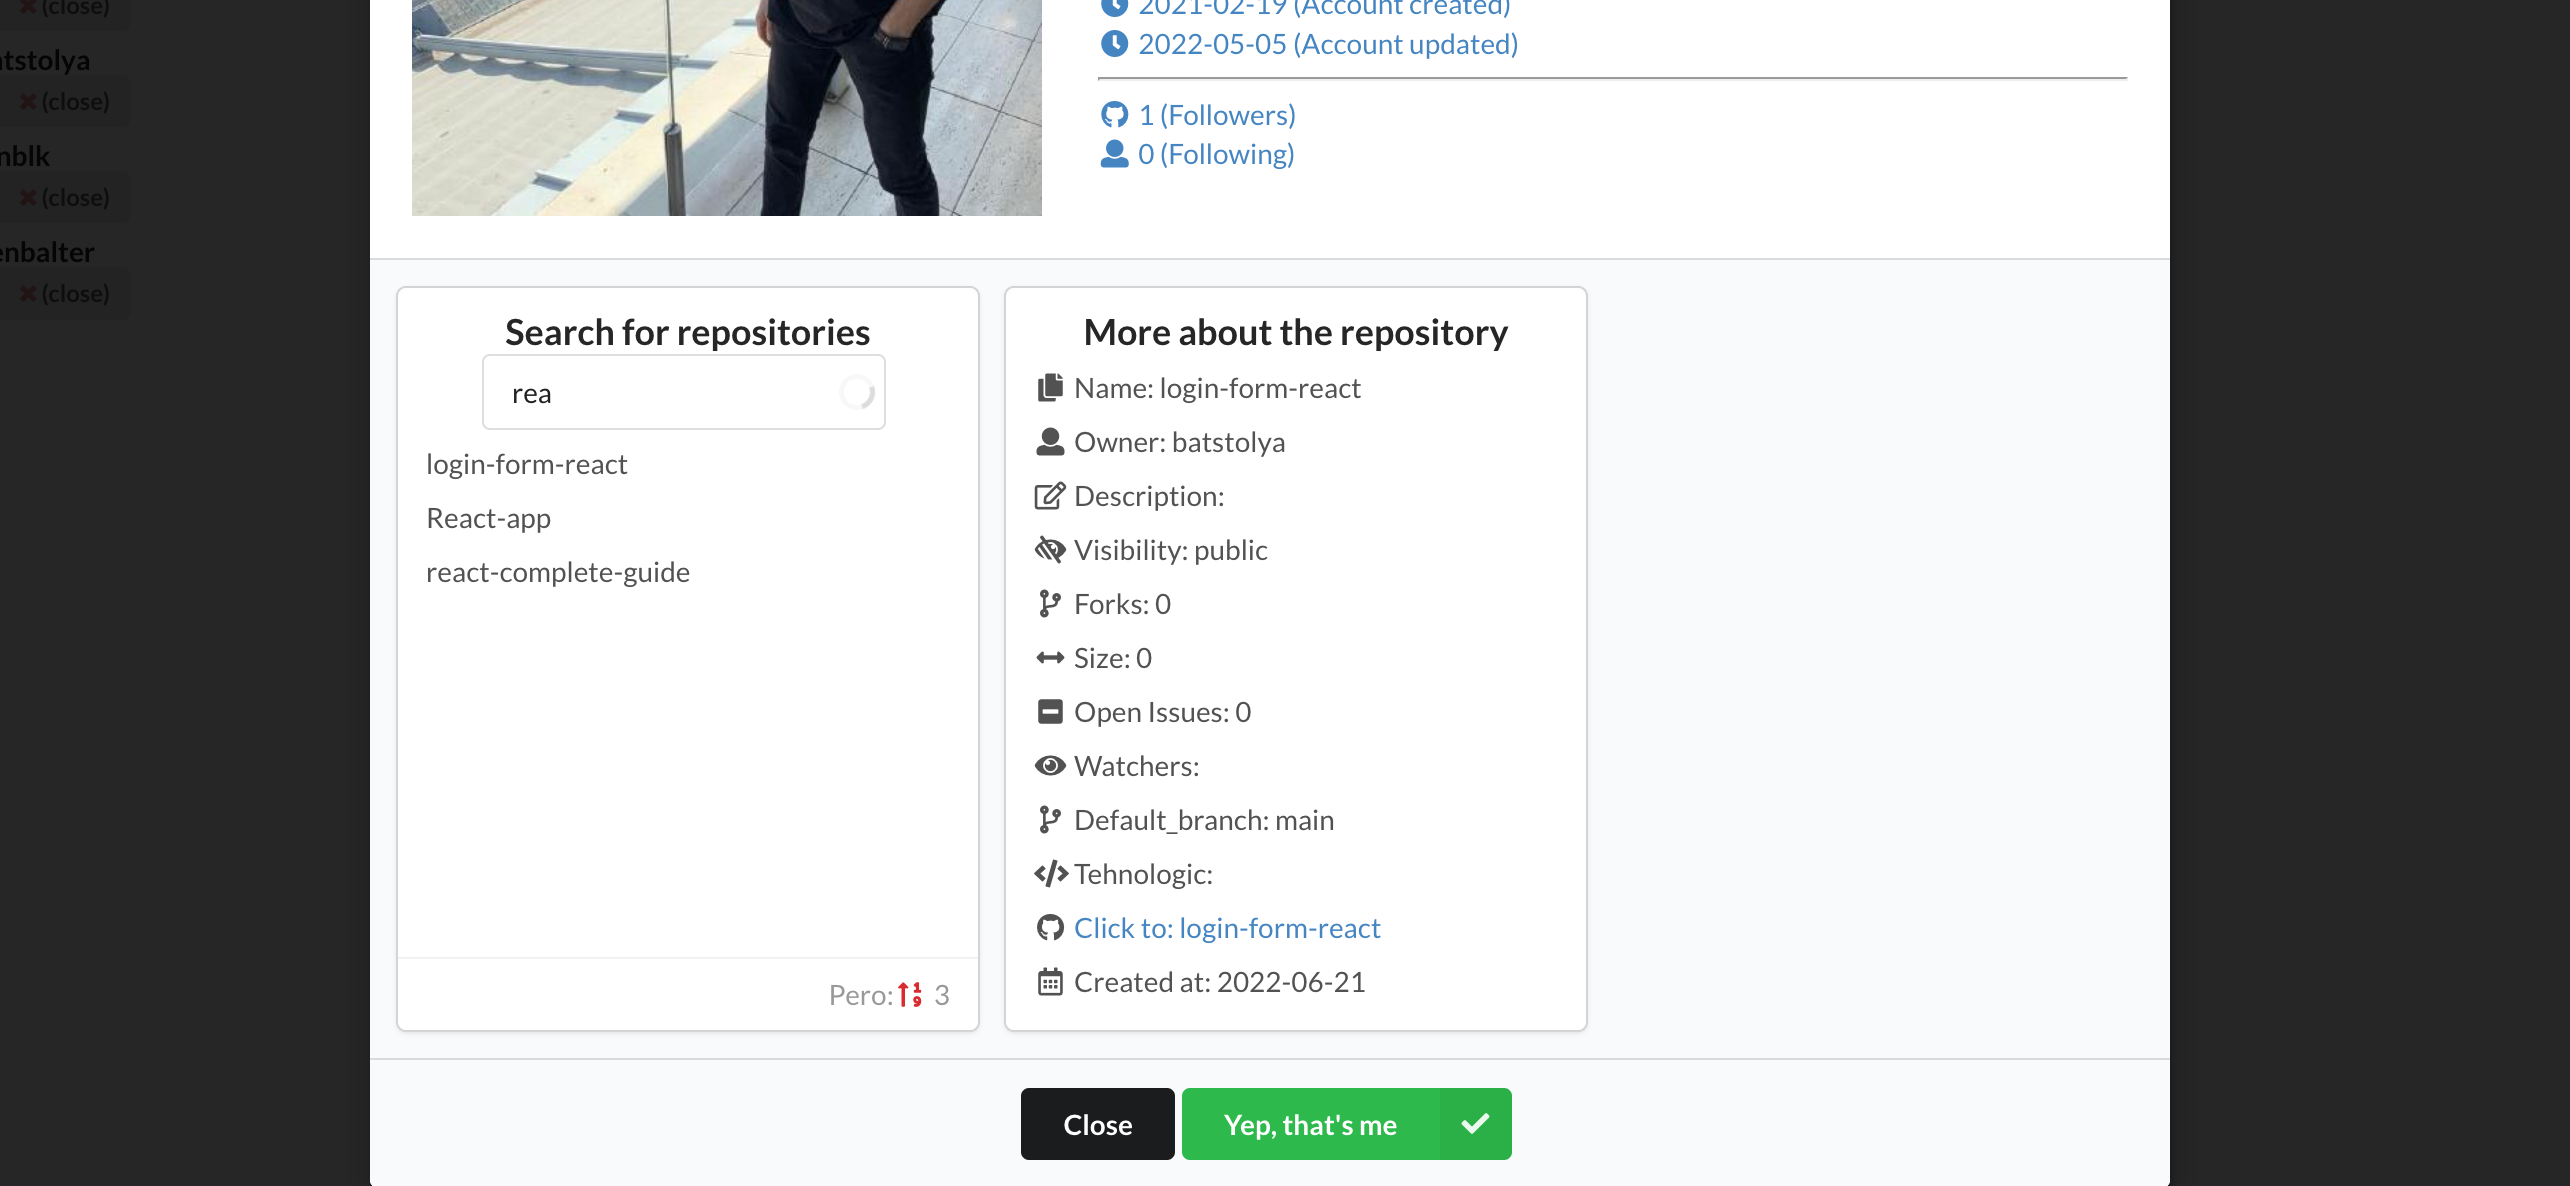 (close)
tstolya
(close)
nblk
(close)
enbalter
(close)
2021-02-19 (Account created)
2022-05-05 (Account updated)
1 (Followers)
0 (Following)
Search for repositories
rea
login-form-react
React-app
react-complete-guide
Pero: 3
More about the repository
Name: login-form-react
Owner: batstolya
Description:
Visibility: public
Forks: 0
Size: 0
Open Issues: 0
Watchers:
Default_branch: main
Tehnologic:
Click to: login-form-react
Created at: 2022-06-21
Close
Yep, that's me